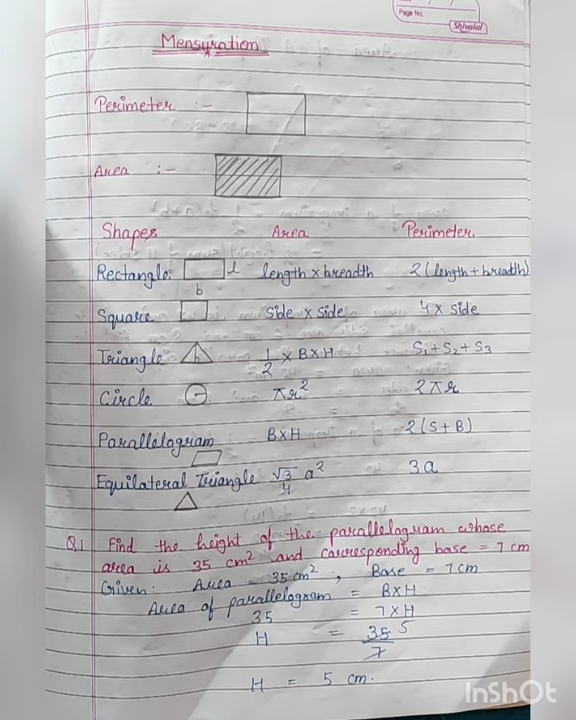 Page No.
Shivalal
Mensuration
Perimeter :-
Area :-
Shapes Area Perimeter.
Rectangle l length × breadth 2(length + breadth)
b
Square side × side 4 × side
Triangle h 1/2 × B × H S₁ + S₂ + S₃
Circle πr² 2πr
Parallelogram B×H 2(S + B)
Equilateral Triangle √3/4 a² 3a
Q.1 Find the height of the parallelogram whose
area is 35 cm² and corresponding base = 7 cm
Given: Area = 35 cm² , Base = 7 cm
Area of parallelogram = B×H
35 = 7 × H
H = 35/7 5
H = 5 cm.
InShOt